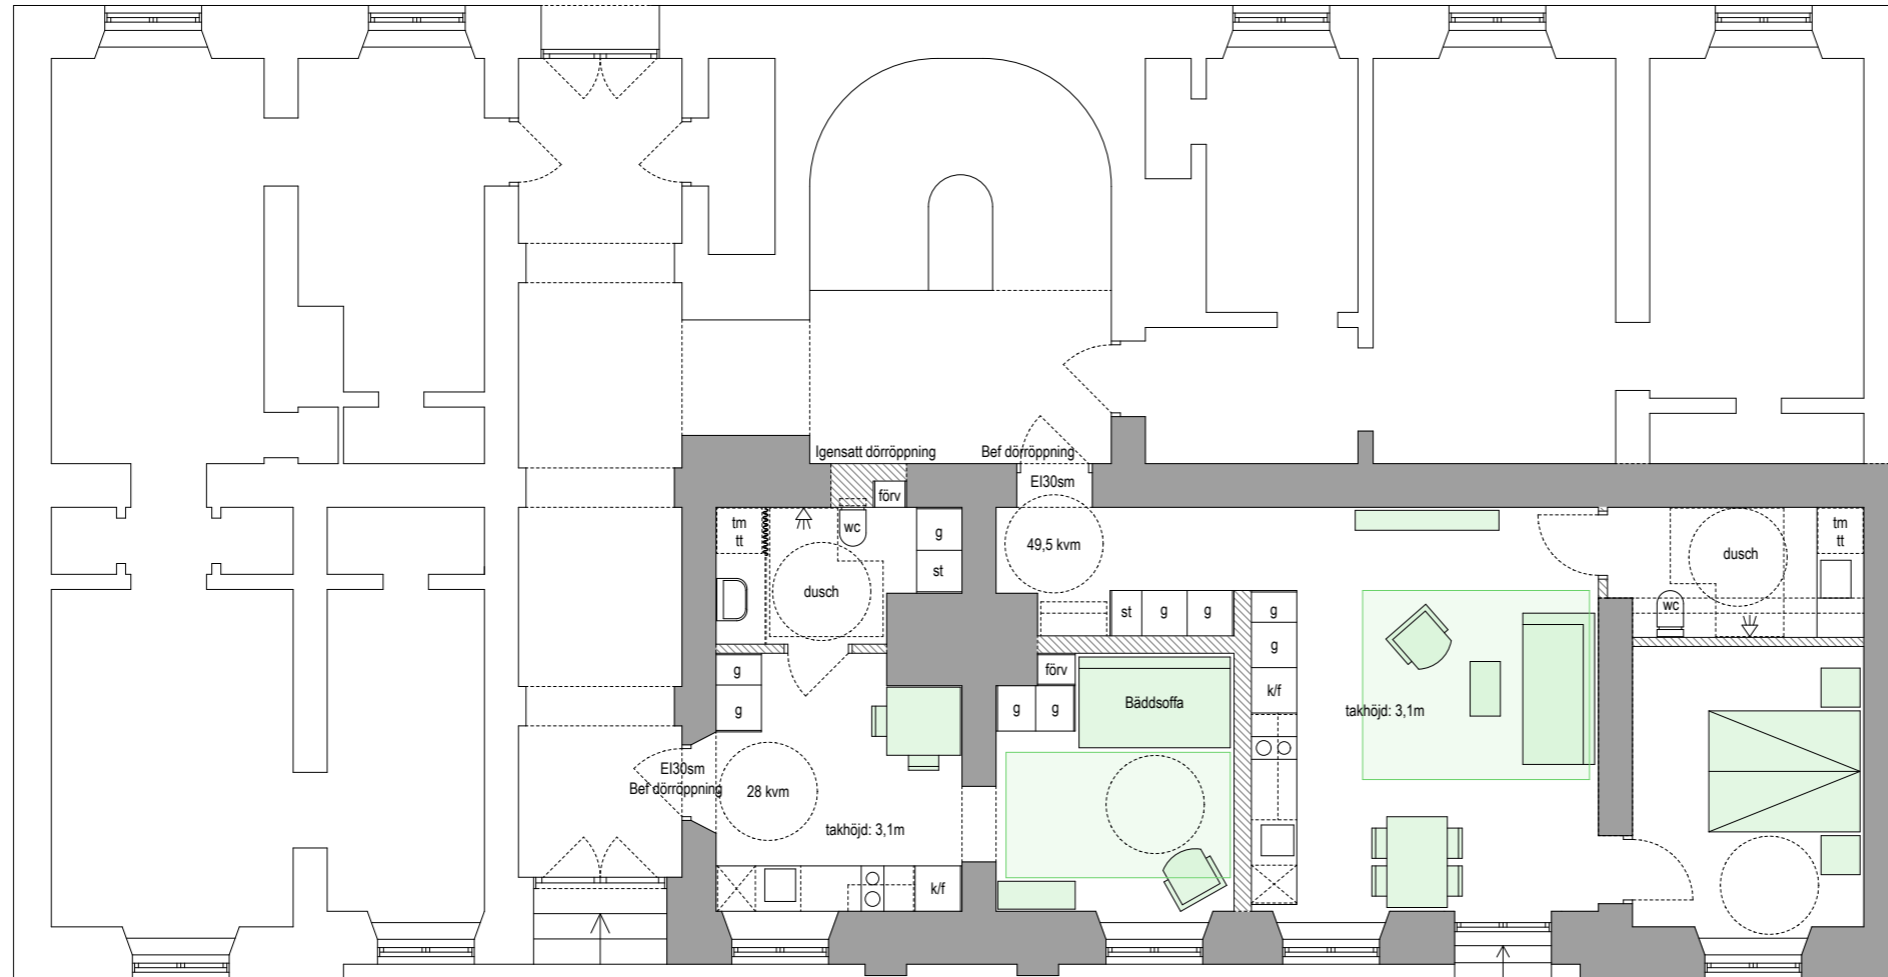 Igensatt dörröppning
Bef dörröppning
EI30sm
förv
tm
tt
wc
g
st
dusch
49,5 kvm
tm
tt
dusch
wc
st
g
g
g
g
k/f
g
g
förv
g
g
Bäddsoffa
takhöjd: 3,1m
EI30sm
Bef dörröppning
28 kvm
takhöjd: 3,1m
k/f